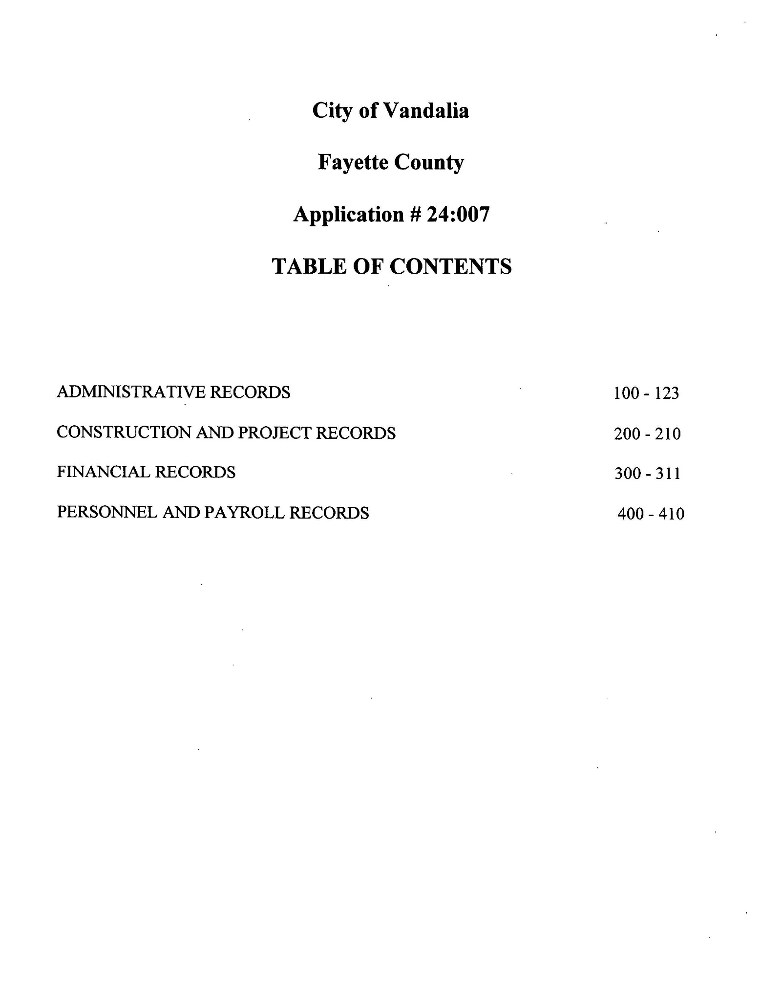 City of Vandalia
Fayette County
Application # 24:007
TABLE OF CONTENTS
ADMINISTRATIVE RECORDS 100 - 123
CONSTRUCTION AND PROJECT RECORDS 200 - 210
FINANCIAL RECORDS 300 - 311
PERSONNEL AND PAYROLL RECORDS 400 - 410